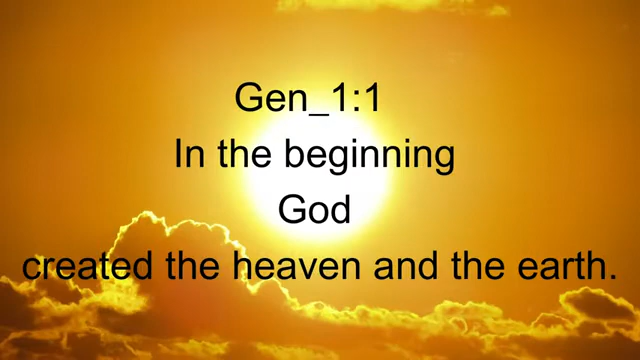 Gen_1:1
In the beginning
God
created the heaven and the earth.